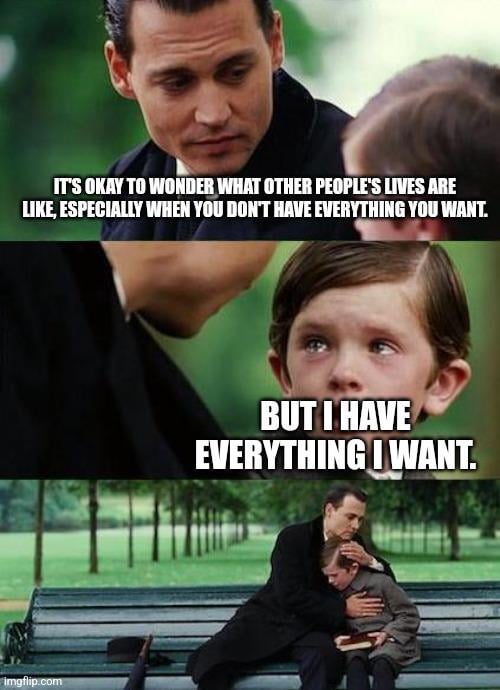 IT'S OKAY TO WONDER WHAT OTHER PEOPLE'S LIVES ARE
LIKE, ESPECIALLY WHEN YOU DON'T HAVE EVERYTHING YOU WANT.
BUT I HAVE
EVERYTHING I WANT.
imgflip.com